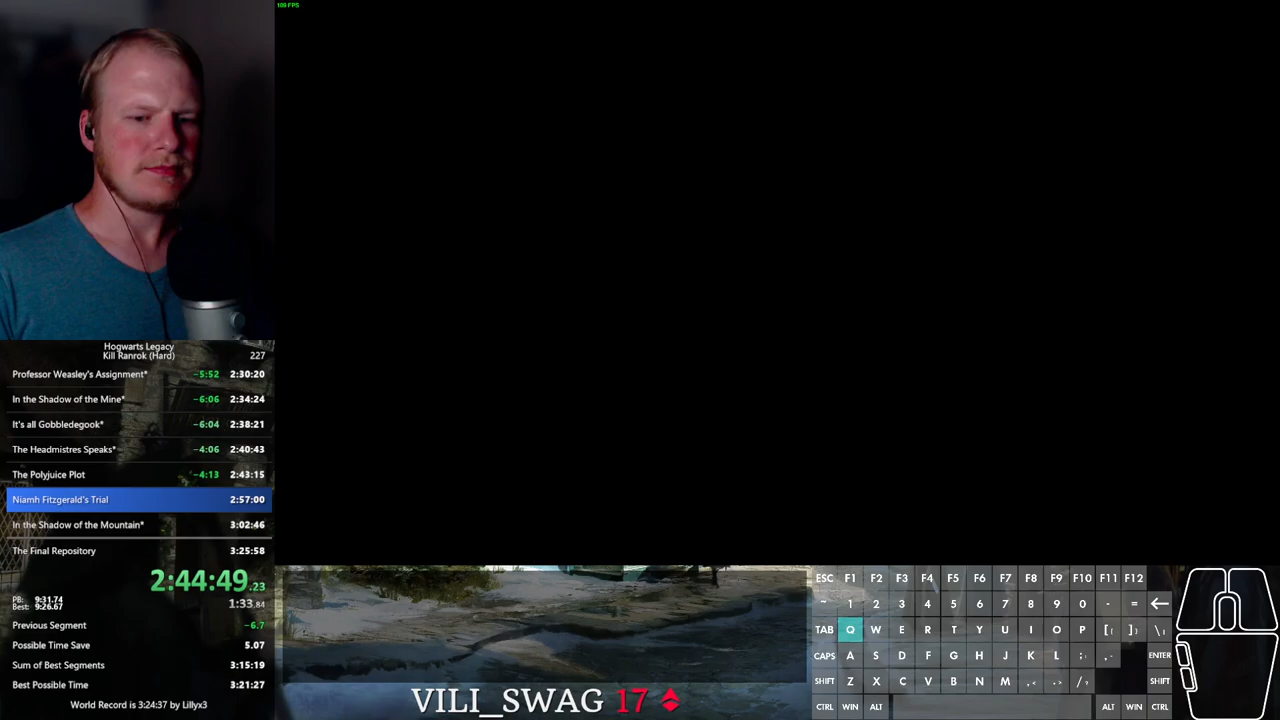 109 FPS
Hogwarts Legacy
Kill Ranrok (Hard) 227
Professor Weasley's Assignment* -5:52 2:30:20
In the Shadow of the Mine* -6:06 2:34:24
It's all Gobbledegook* -6:04 2:38:21
The Headmistres Speaks* -4:06 2:40:43
The Polyjuice Plot -4:13 2:43:15
Niamh Fitzgerald's Trial 2:57:00
In the Shadow of the Mountain* 3:02:46
The Final Repository 3:25:58
2:44:49.23
PB: 9:31.74 1:33.84
Best: 9:26.67
Previous Segment -6.7
Possible Time Save 5.07
Sum of Best Segments 3:15:19
Best Possible Time 3:21:27
World Record is 3:24:37 by Lillyx3
VILI_SWAG 17
ESC F1 F2 F3 F4 F5 F6 F7 F8 F9 F10 F11 F12
~ 1 2 3 4 5 6 7 8 9 0 - = ←
TAB Q W E R T Y U I O P [{ ]} \|
CAPS A S D F G H J K L ;: ,. ENTER
SHIFT Z X C V B N M ,< .> /? SHIFT
CTRL WIN ALT ALT WIN CTRL